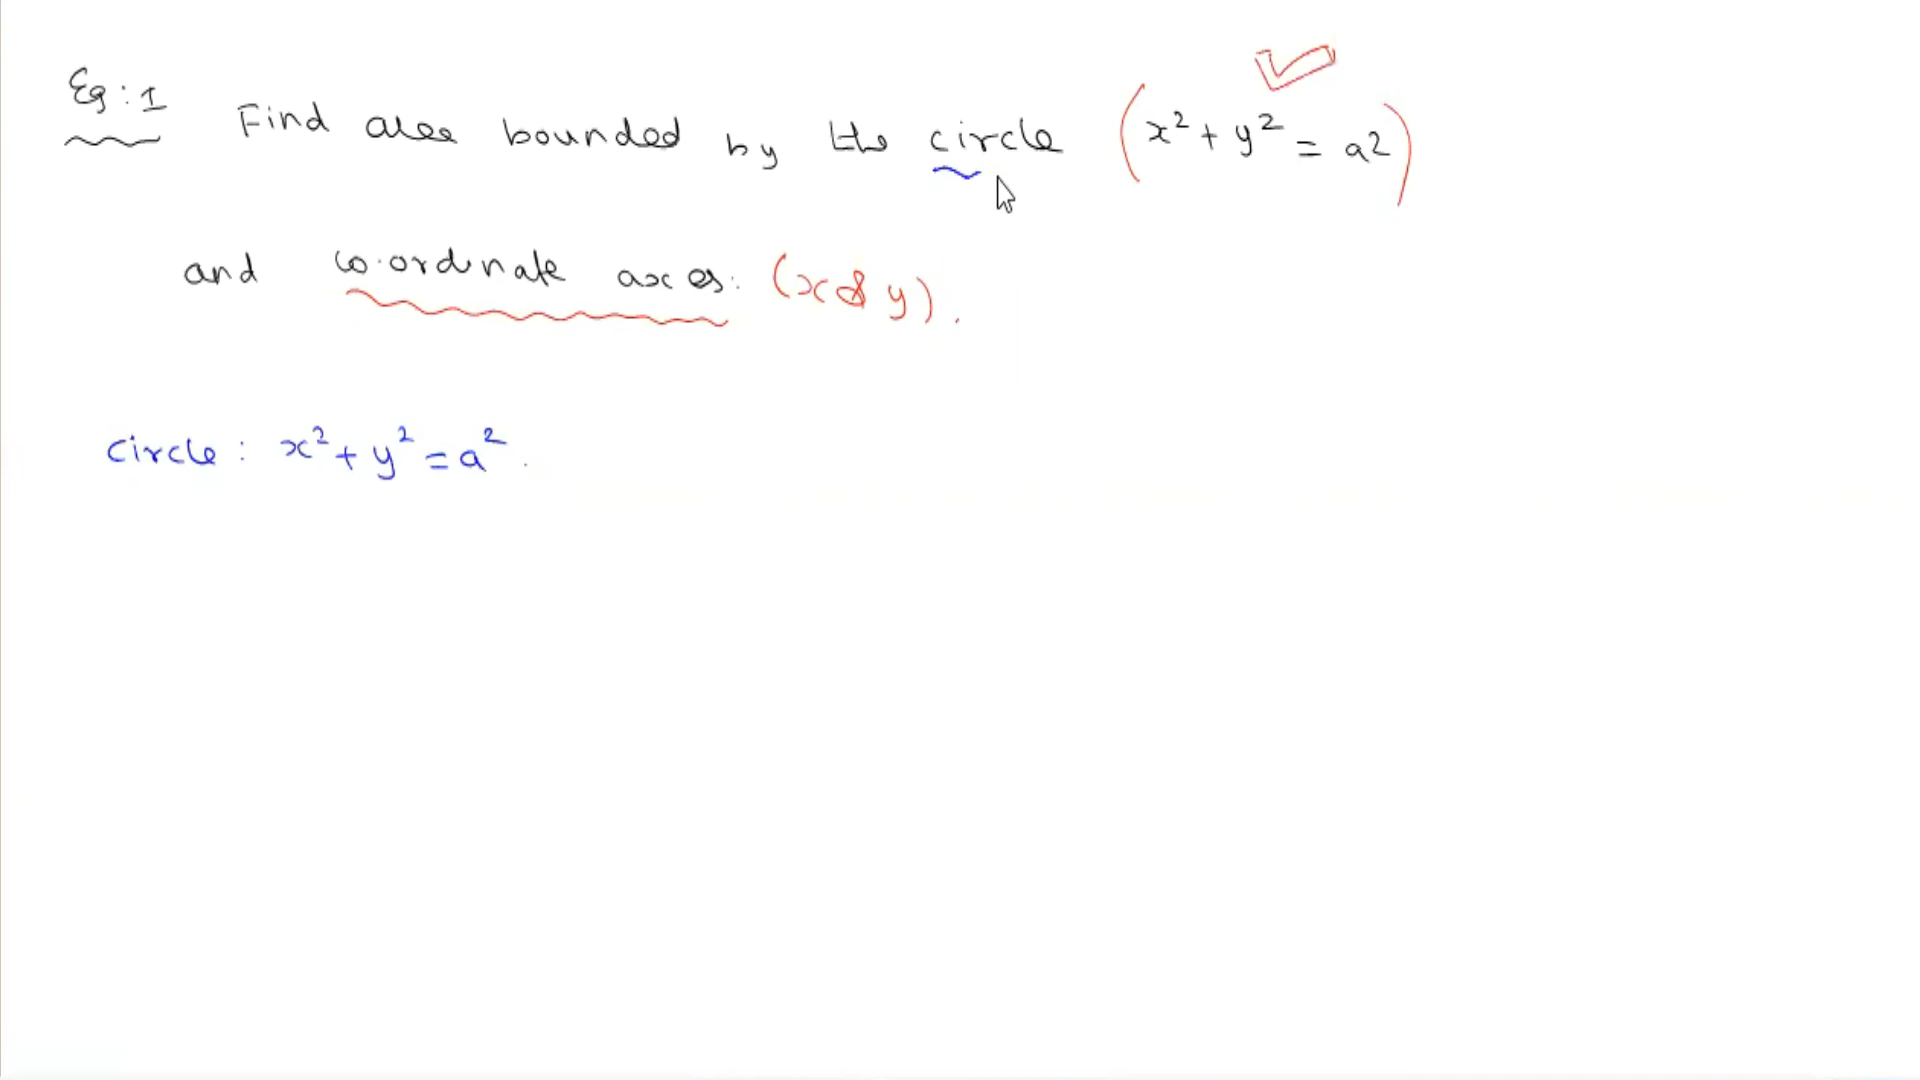 Eg: 1 Find area bounded by the circle (x² + y² = a²)
and co-ordinate axes: (x & y).
circle: x² + y² = a².